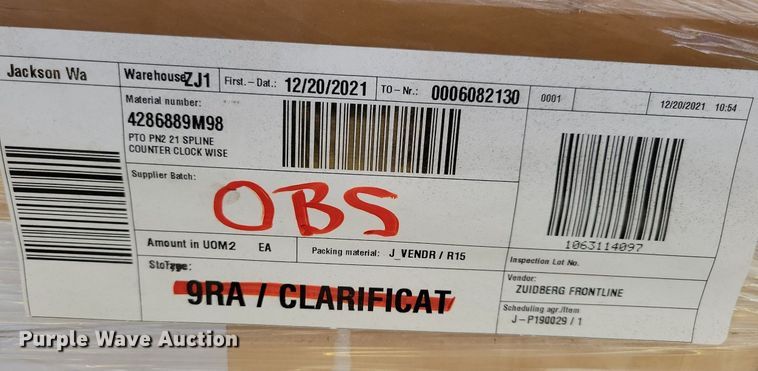 Jackson Wa
Warehouse ZJ1 First.-Dat.: 12/20/2021 TO-Nr.: 0006082130 0001 12/20/2021 10:54
Material number:
4286889M98
PTO PN2 21 SPLINE
COUNTER CLOCK WISE
Supplier Batch:
OBS
1063114097
Amount in UOM2 EA Packing material: J_VENDR / R15
Inspection Lot No.
9RA / CLARIFICAT
Vendor:
ZUIDBERG FRONTLINE
Scheduling agr./Item
J-P190029 / 1
Purple Wave Auction